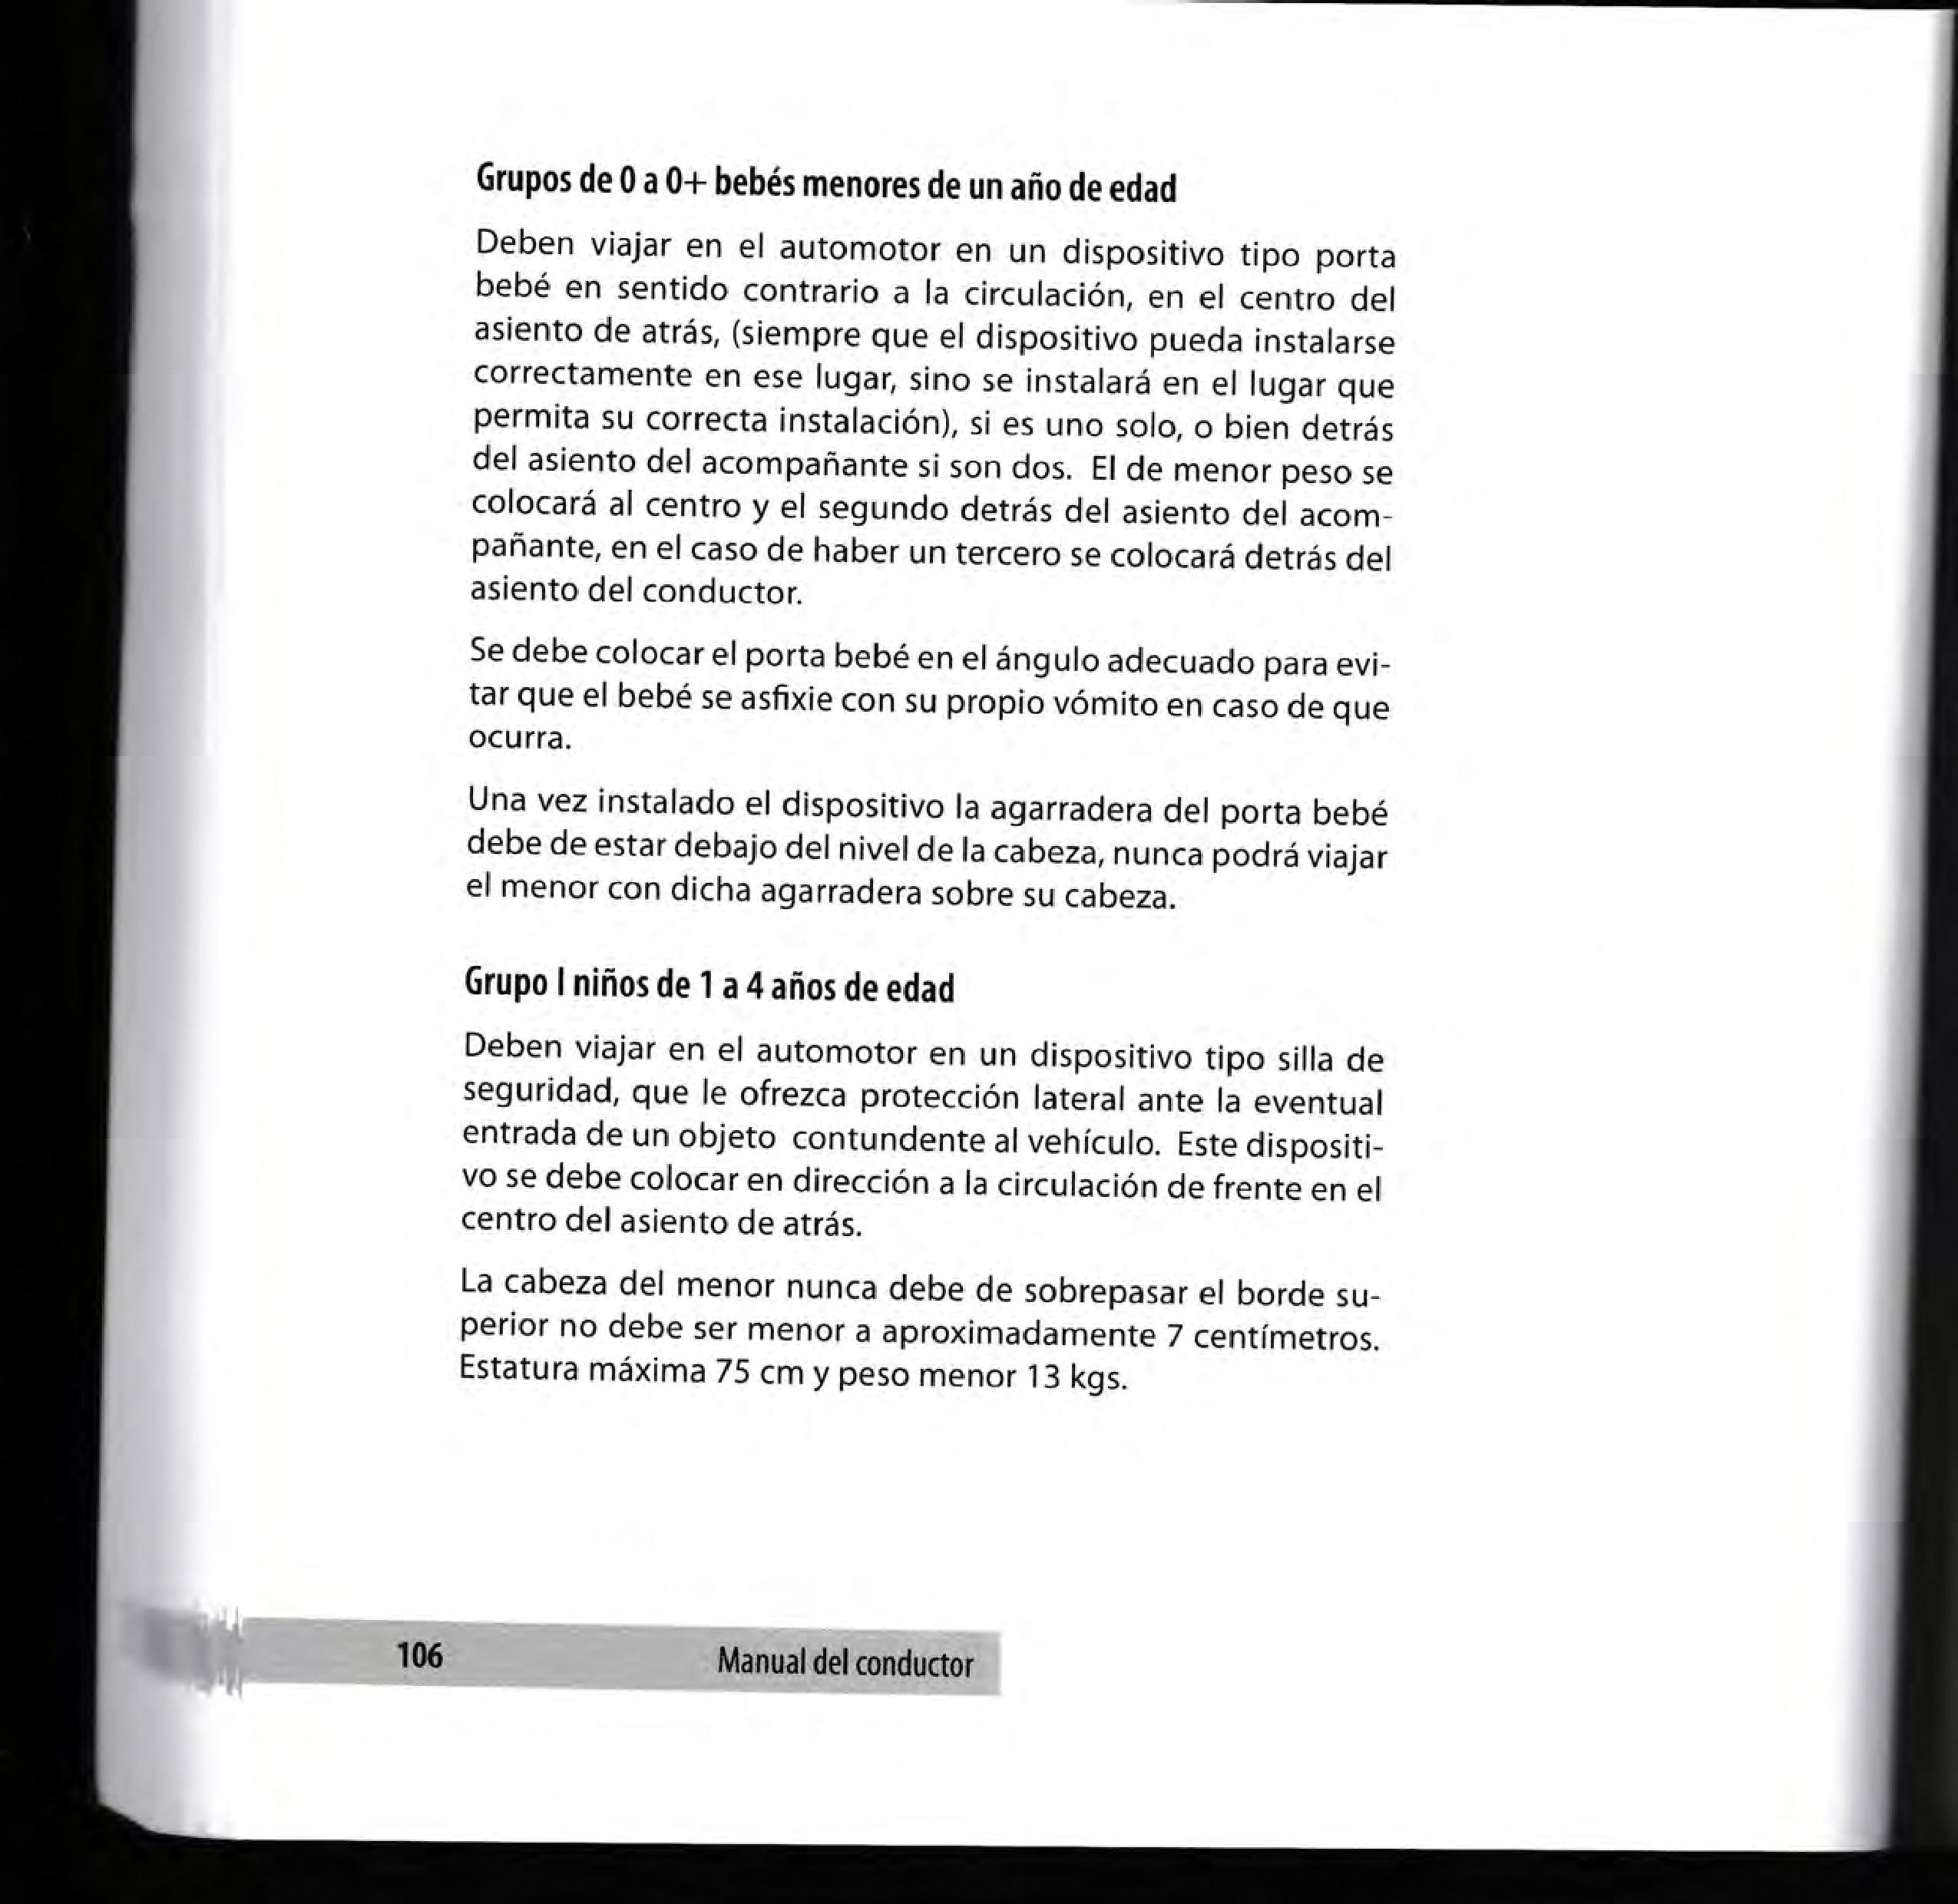 Grupos de 0 a 0+ bebés menores de un año de edad
Deben viajar en el automotor en un dispositivo tipo porta
bebé en sentido contrario a la circulación, en el centro del
asiento de atrás, (siempre que el dispositivo pueda instalarse
correctamente en ese lugar, sino se instalará en el lugar que
permita su correcta instalación), si es uno solo, o bien detrás
del asiento del acompañante si son dos. El de menor peso se
colocará al centro y el segundo detrás del asiento del acom-
pañante, en el caso de haber un tercero se colocará detrás del
asiento del conductor.
Se debe colocar el porta bebé en el ángulo adecuado para evi-
tar que el bebé se asfixie con su propio vómito en caso de que
ocurra.
Una vez instalado el dispositivo la agarradera del porta bebé
debe de estar debajo del nivel de la cabeza, nunca podrá viajar
el menor con dicha agarradera sobre su cabeza.
Grupo I niños de 1 a 4 años de edad
Deben viajar en el automotor en un dispositivo tipo silla de
seguridad, que le ofrezca protección lateral ante la eventual
entrada de un objeto contundente al vehículo. Este dispositi-
vo se debe colocar en dirección a la circulación de frente en el
centro del asiento de atrás.
La cabeza del menor nunca debe de sobrepasar el borde su-
perior no debe ser menor a aproximadamente 7 centímetros.
Estatura máxima 75 cm y peso menor 13 kgs.
106 Manual del conductor